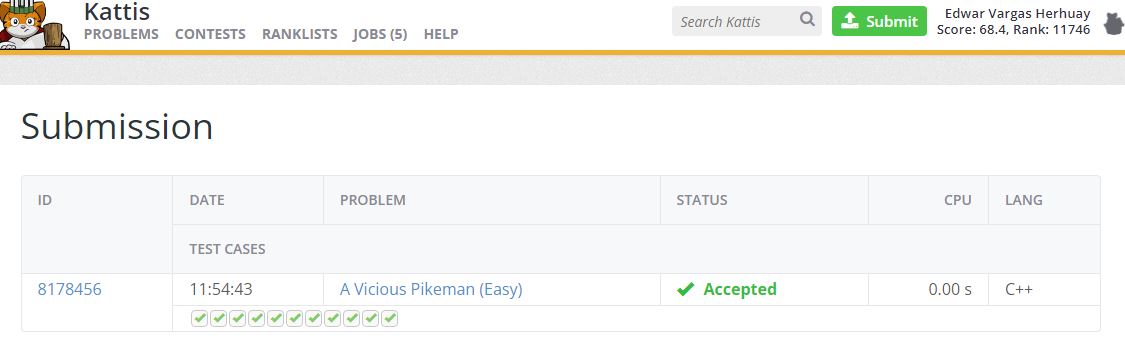 Kattis
PROBLEMS CONTESTS RANKLISTS JOBS (5) HELP
Search Kattis
Submit
Edwar Vargas Herhuay
Score: 68.4, Rank: 11746
Submission
ID DATE PROBLEM STATUS CPU LANG
TEST CASES
8178456 11:54:43 A Vicious Pikeman (Easy) Accepted 0.00 s C++